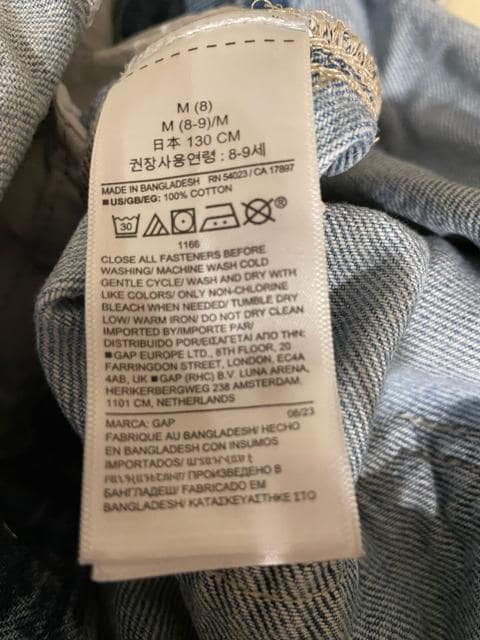 M (8)
M (8-9)/M
日本 130 CM
권장사용연령 : 8-9세
MADE IN BANGLADESH RN 54023 / CA 17897
■US/GB/EG: 100% COTTON
30
®
1166
CLOSE ALL FASTENERS BEFORE
WASHING/ MACHINE WASH COLD
GENTLE CYCLE/ WASH AND DRY WITH
LIKE COLORS/ ONLY NON-CHLORINE
BLEACH WHEN NEEDED/ TUMBLE DRY
LOW/ WARM IRON/ DO NOT DRY CLEAN
IMPORTED BY/IMPORTE PAR/
DISTRIBUIDO POR/ΕΙΣΑΓΕΤΑΙ ΑΠΟ ΤΗΝ:
■GAP EUROPE LTD., 8TH FLOOR, 20
FARRINGDON STREET, LONDON, EC4A
4AB, UK ■GAP (RHC) B.V. LUNA ARENA,
HERIKERBERGWEG 238 AMSTERDAM,
1101 CM, NETHERLANDS
MARCA: GAP 06/23
FABRIQUE AU BANGLADESH/ HECHO
EN BANGLADESH CON INSUMOS
IMPORTADOS/ ПРОИЗВЕДЕНО В
БАНГЛАДЕШ/ FABRICADO EM
BANGLADESH/ ΚΑΤΑΣΚΕΥΑΣΤΗΚΕ ΣΤΟ